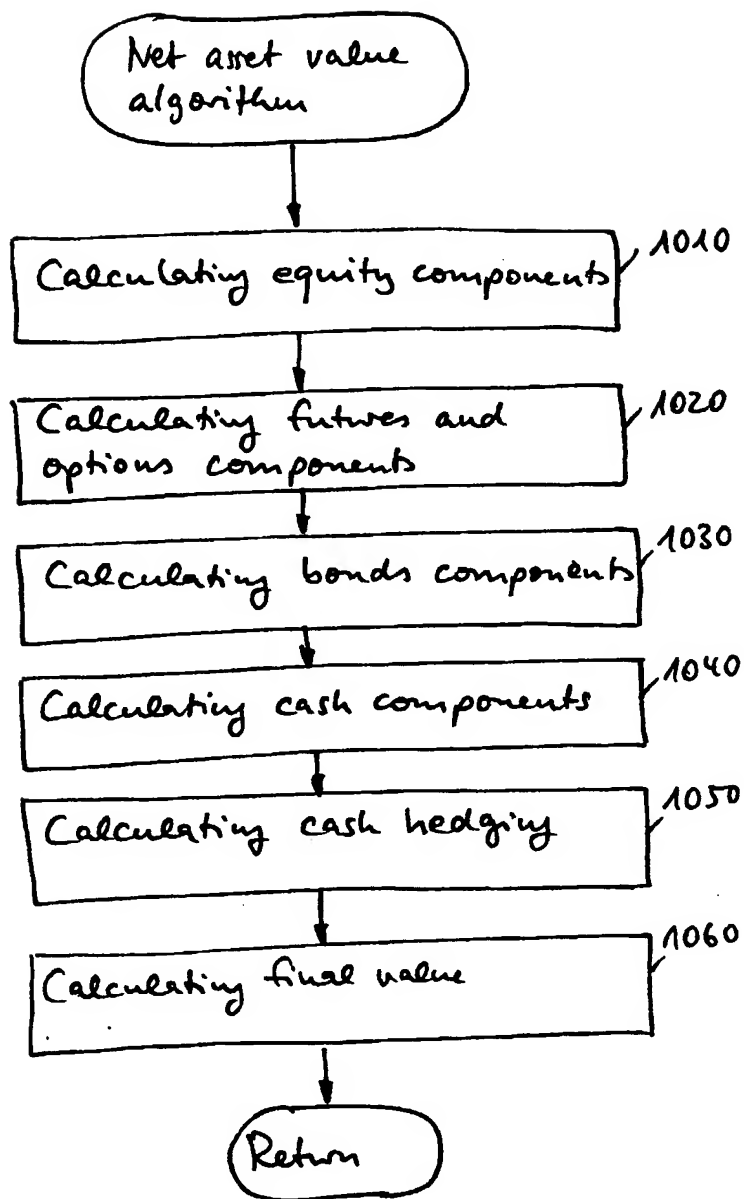 Net asset value
algorithm
1010
Calculating equity components
1020
Calculating futures and
options components
1030
Calculating bonds components
1040
Calculating cash components
1050
Calculating cash hedging
1060
Calculating final value
Return